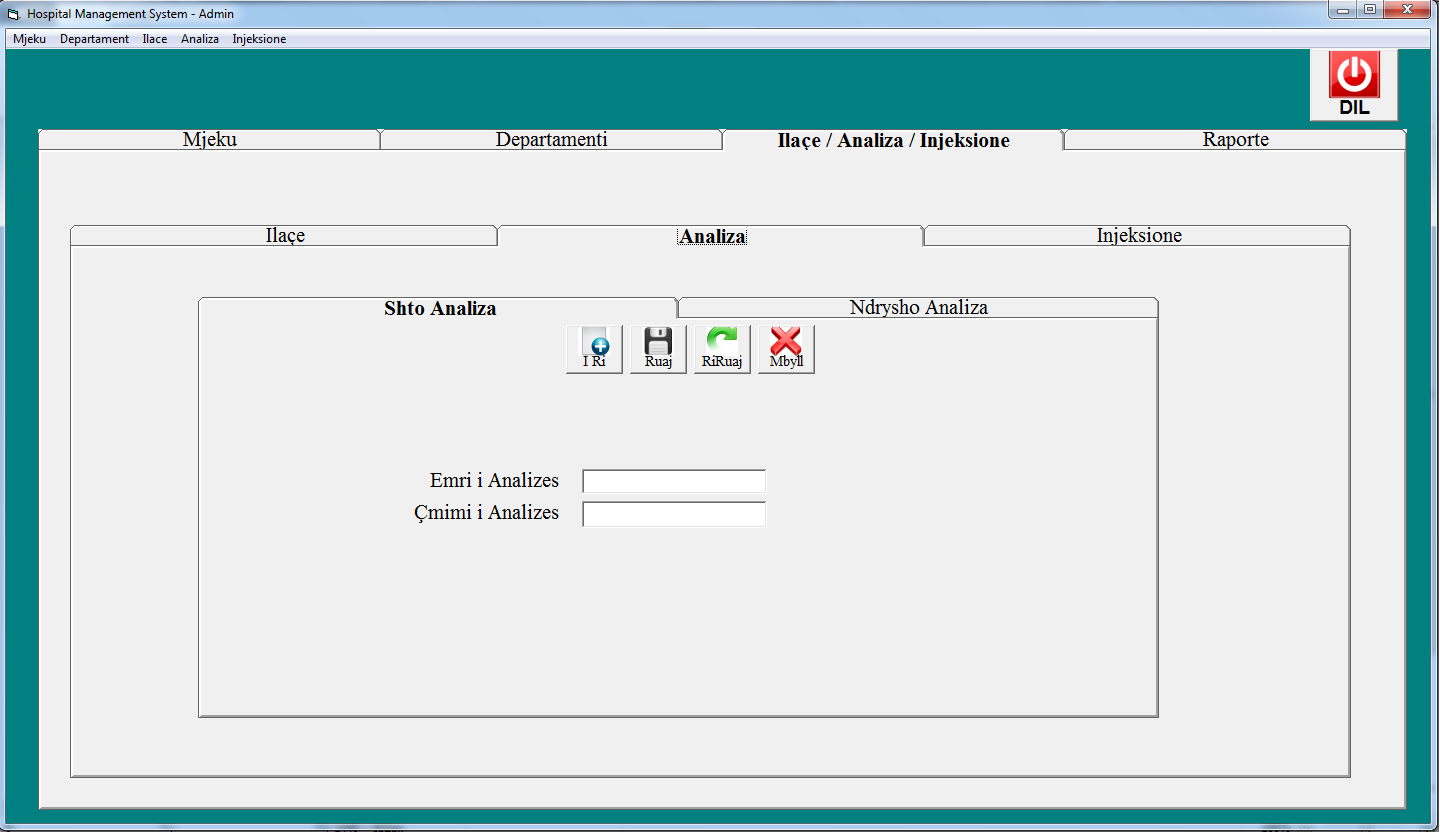 Hospital Management System - Admin
Mjeku Departament Ilace Analiza Injeksione
DIL
Mjeku Departamenti Ilaçe / Analiza / Injeksione Raporte
Ilaçe Analiza Injeksione
Shto Analiza Ndrysho Analiza
I Ri Ruaj RiRuaj Mbyll
Emri i Analizes
Çmimi i Analizes